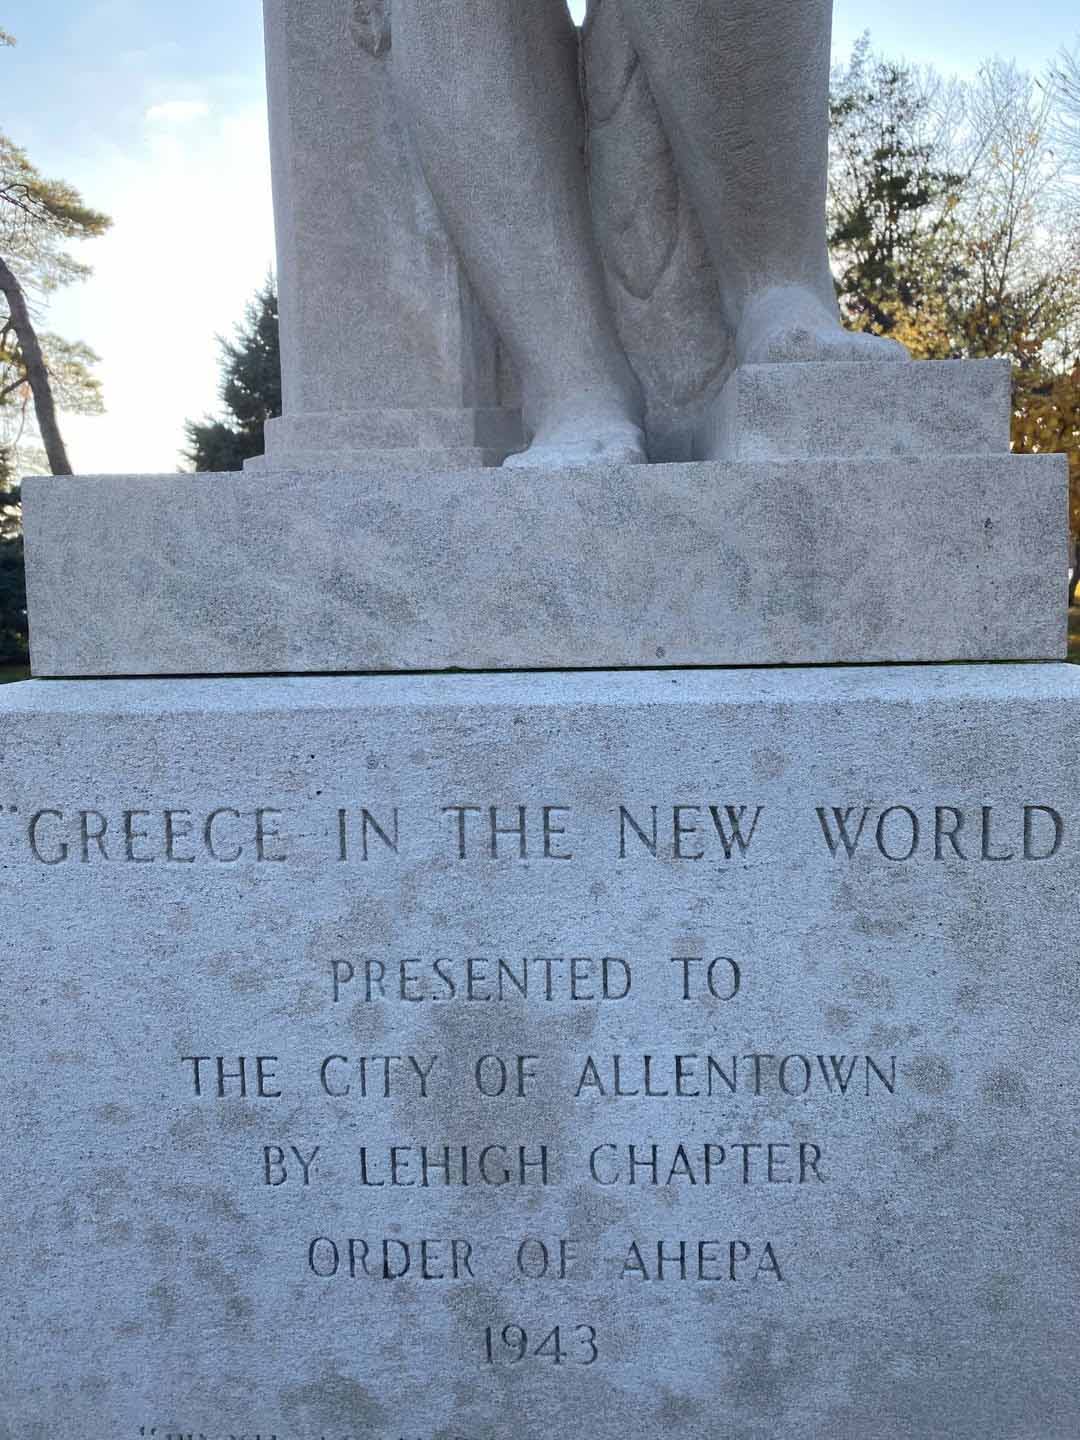 "GREECE IN THE NEW WORLD
PRESENTED TO
THE CITY OF ALLENTOWN
BY LEHIGH CHAPTER
ORDER OF AHEPA
1943